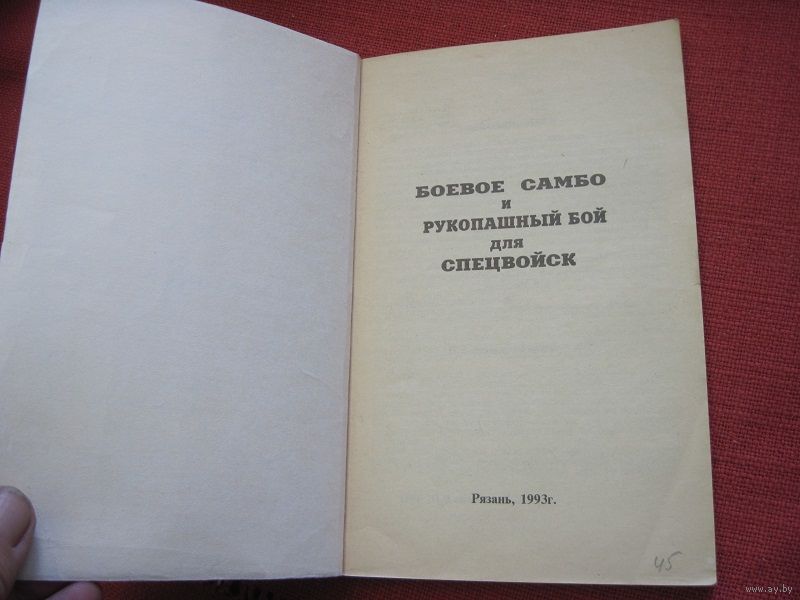 БОЕВОЕ САМБО
и
РУКОПАШНЫЙ БОЙ
для
СПЕЦВОЙСК
Рязань, 1993г.
45
www.ay.by